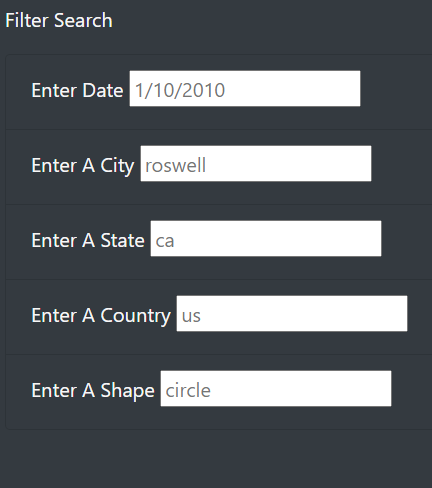 Filter Search
Enter Date 1/10/2010
Enter A City roswell
Enter A State ca
Enter A Country us
Enter A Shape circle